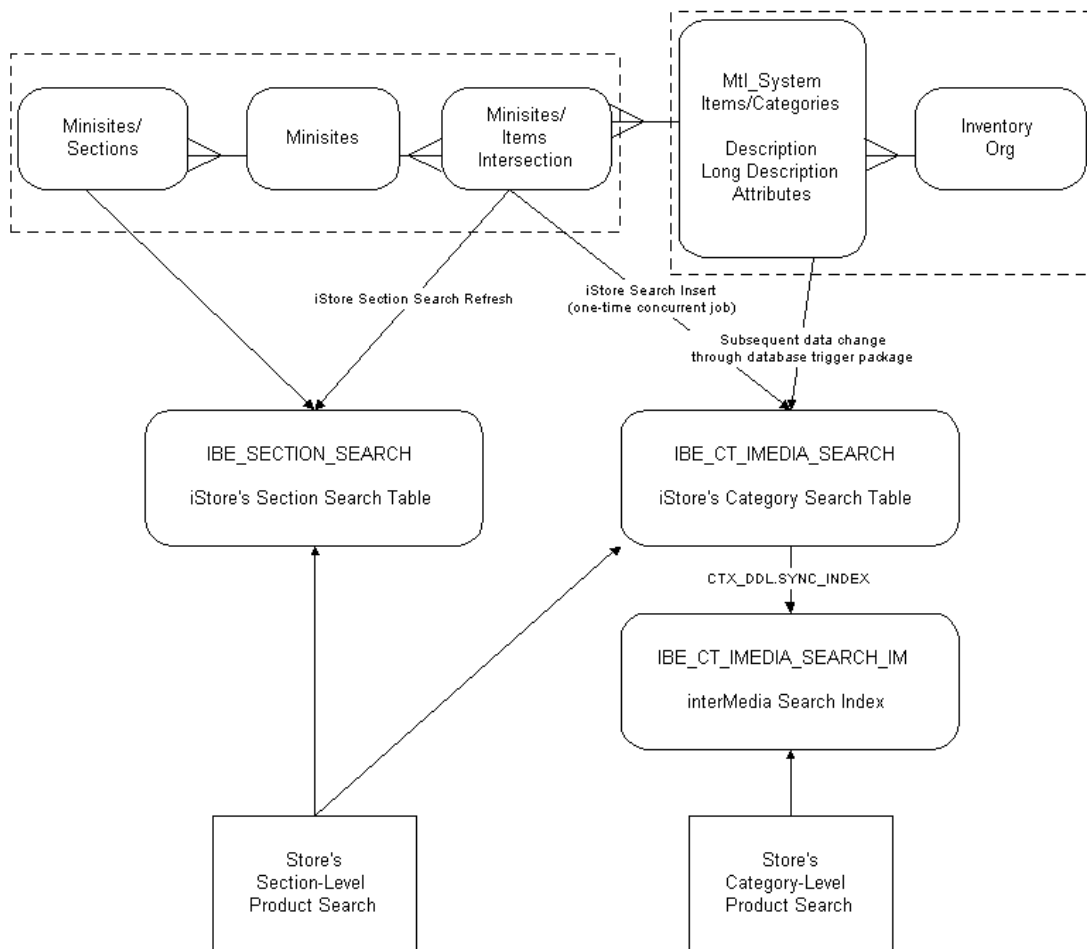 Minisites/
Sections
Minisites
Minisites/
Items
Intersection
Mtl_System
Items/Categories
Description
Long Description
Attributes
Inventory
Org
iStore Section Search Refresh
iStore Search Insert
(one-time concurrent job)
Subsequent data change
through database trigger package
IBE_SECTION_SEARCH
iStore's Section Search Table
IBE_CT_IMEDIA_SEARCH
iStore's Category Search Table
CTX_DDL.SYNC_INDEX
IBE_CT_IMEDIA_SEARCH_IM
interMedia Search Index
Store's
Section-Level
Product Search
Store's
Category-Level
Product Search